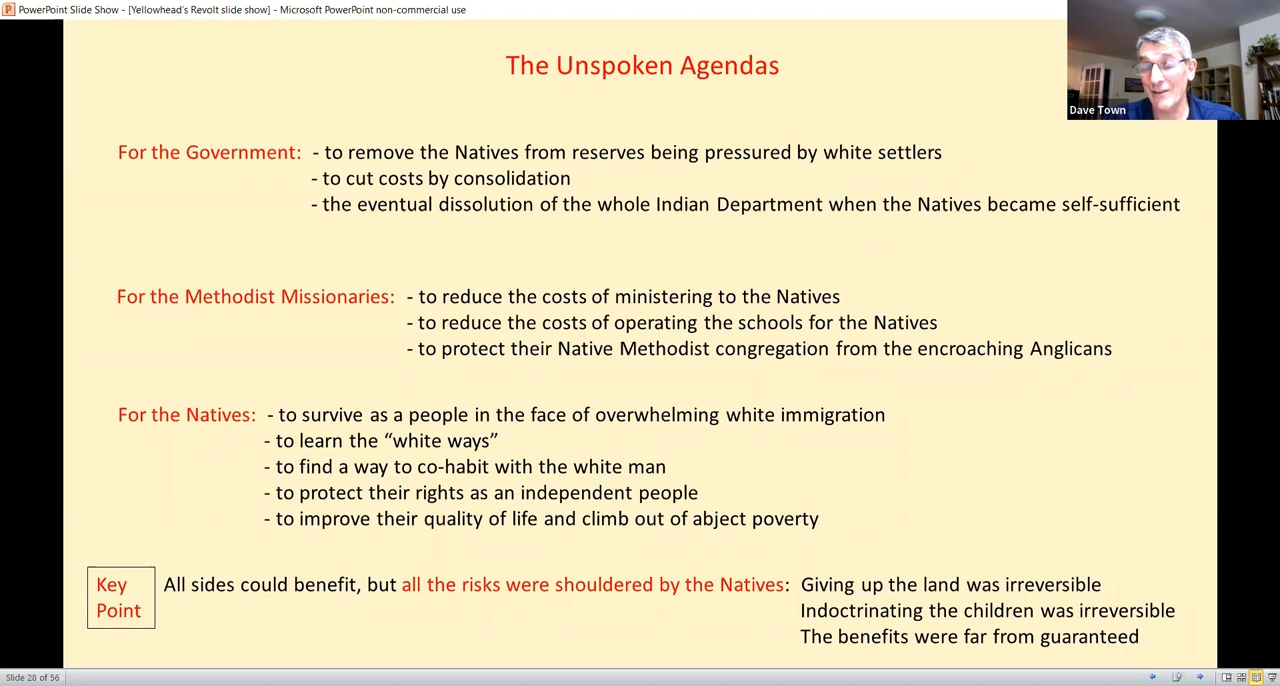 PowerPoint Slide Show - [Yellowhead's Revolt slide show] - Microsoft PowerPoint non-commercial use
Dave Town
The Unspoken Agendas
For the Government: - to remove the Natives from reserves being pressured by white settlers
- to cut costs by consolidation
- the eventual dissolution of the whole Indian Department when the Natives became self-sufficient
For the Methodist Missionaries: - to reduce the costs of ministering to the Natives
- to reduce the costs of operating the schools for the Natives
- to protect their Native Methodist congregation from the encroaching Anglicans
For the Natives: - to survive as a people in the face of overwhelming white immigration
- to learn the “white ways”
- to find a way to co-habit with the white man
- to protect their rights as an independent people
- to improve their quality of life and climb out of abject poverty
Key Point
All sides could benefit, but all the risks were shouldered by the Natives: Giving up the land was irreversible
Indoctrinating the children was irreversible
The benefits were far from guaranteed
Slide 28 of 56